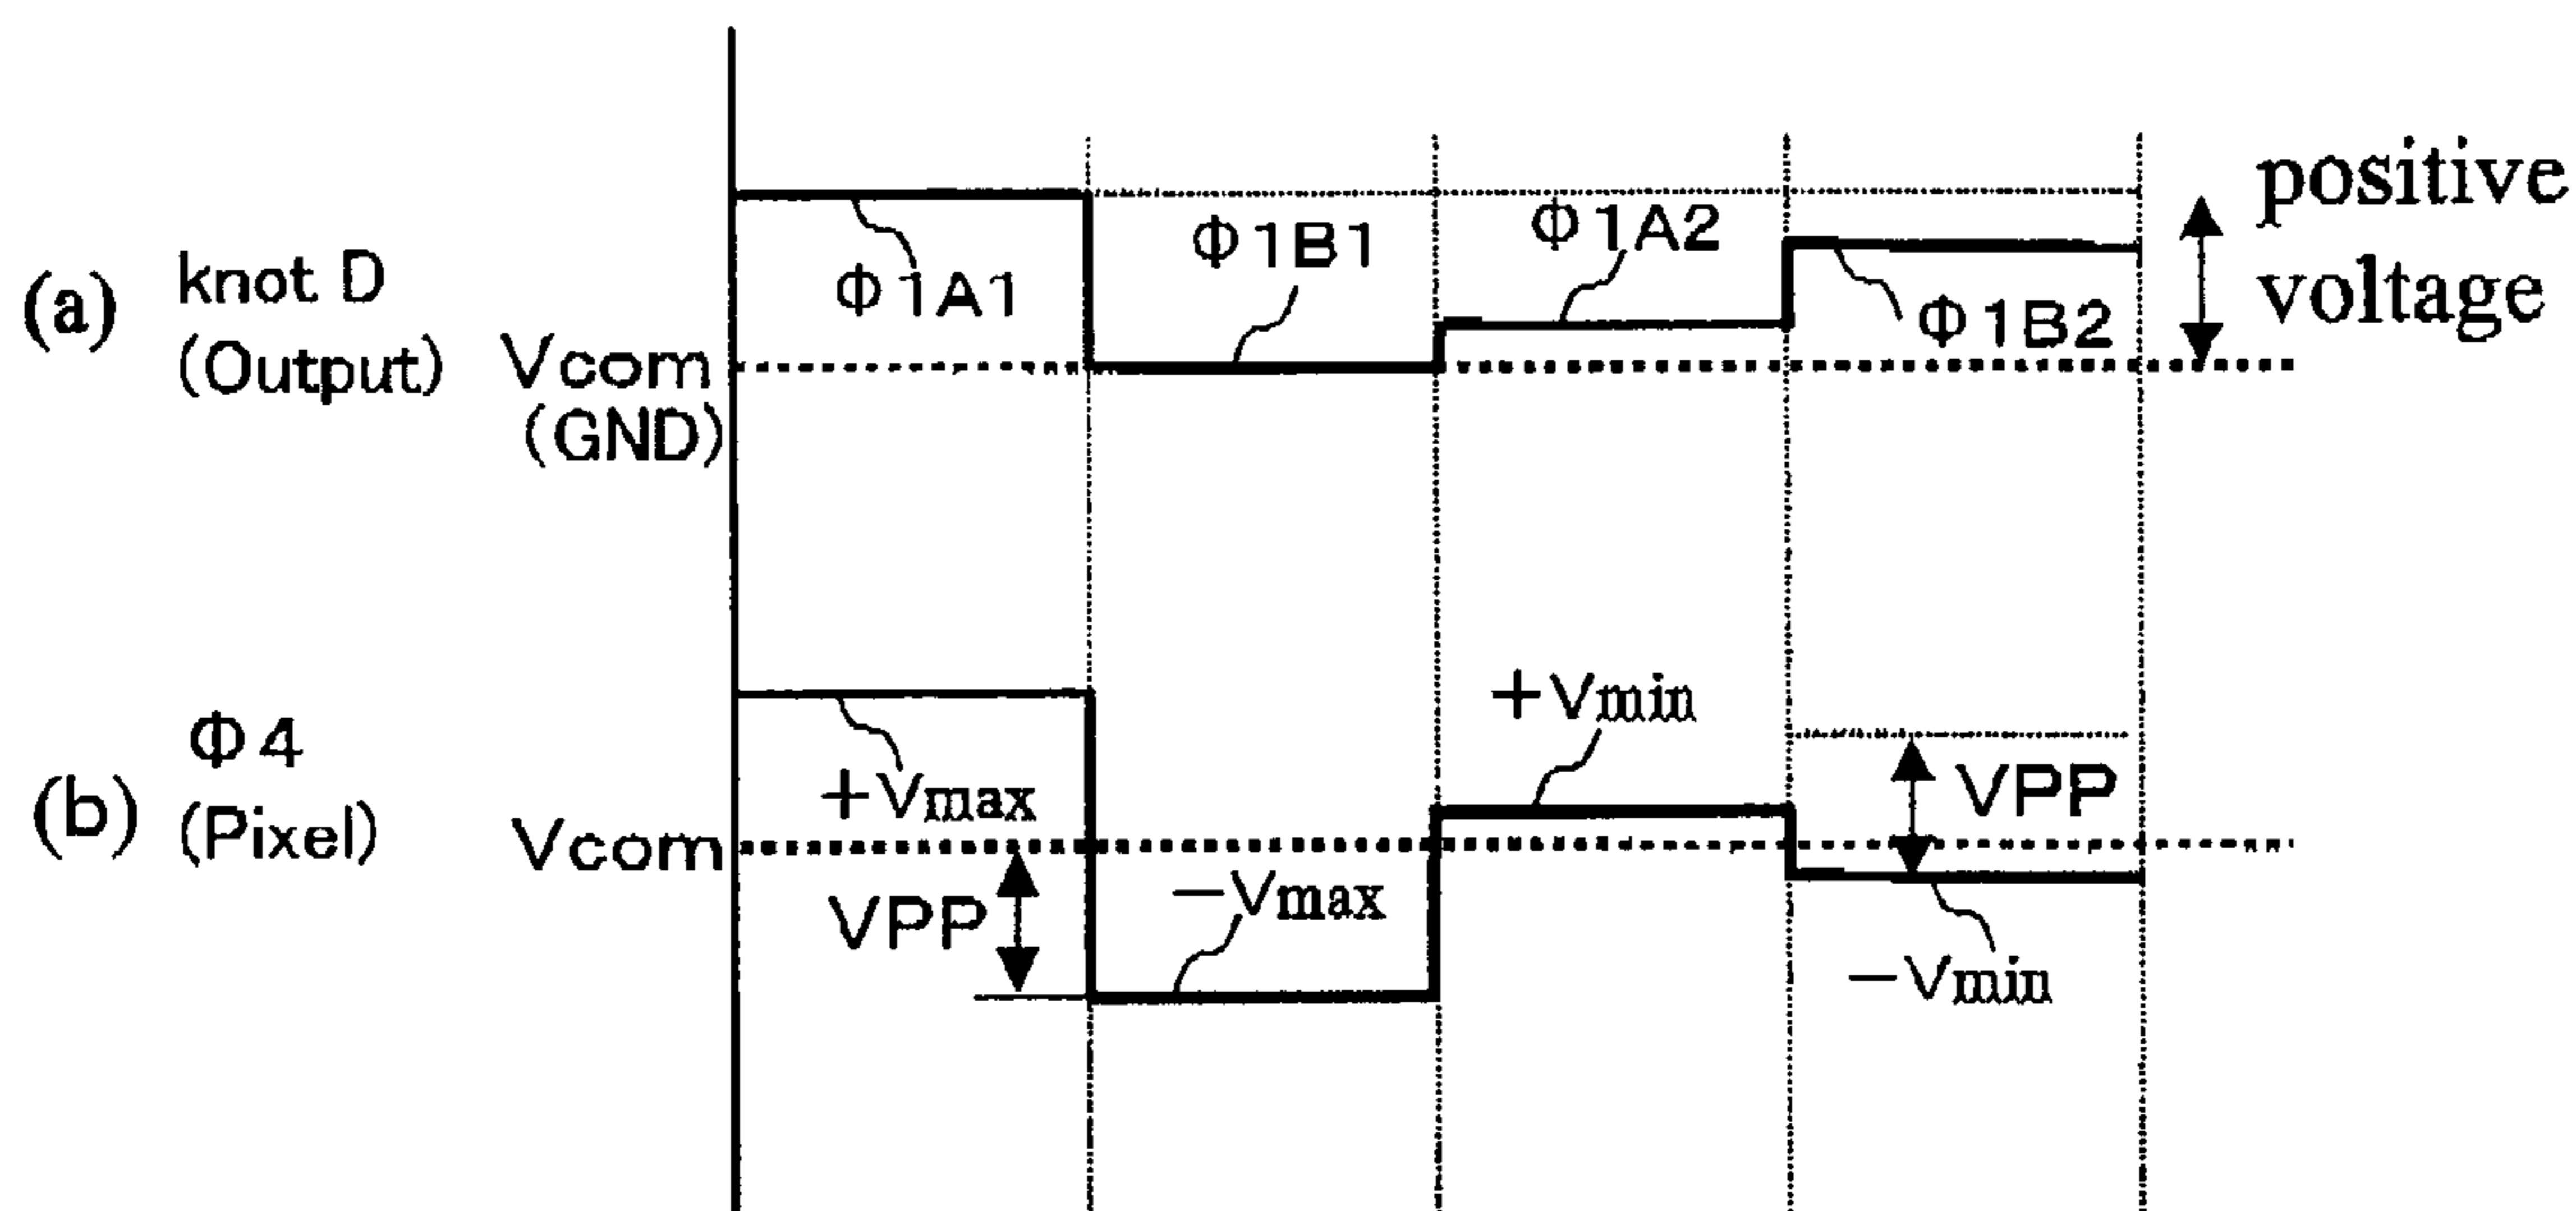 (a)
knot D
(Output)
Vcom
(GND)
Φ1A1
Φ1B1
Φ1A2
Φ1B2
positive
voltage
(b)
Φ4
(Pixel)
Vcom
+Vmax
VPP
−Vmax
+Vmin
VPP
−Vmin